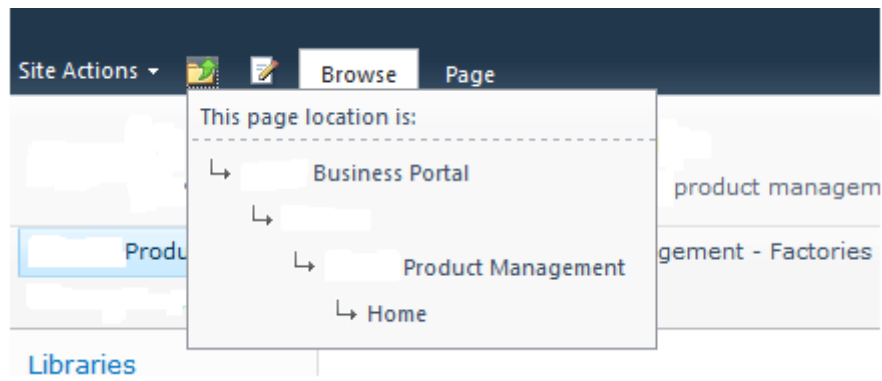 Site Actions Browse Page
This page location is:
Business Portal
product managem
Produ gement - Factories
Product Management
Home
Libraries